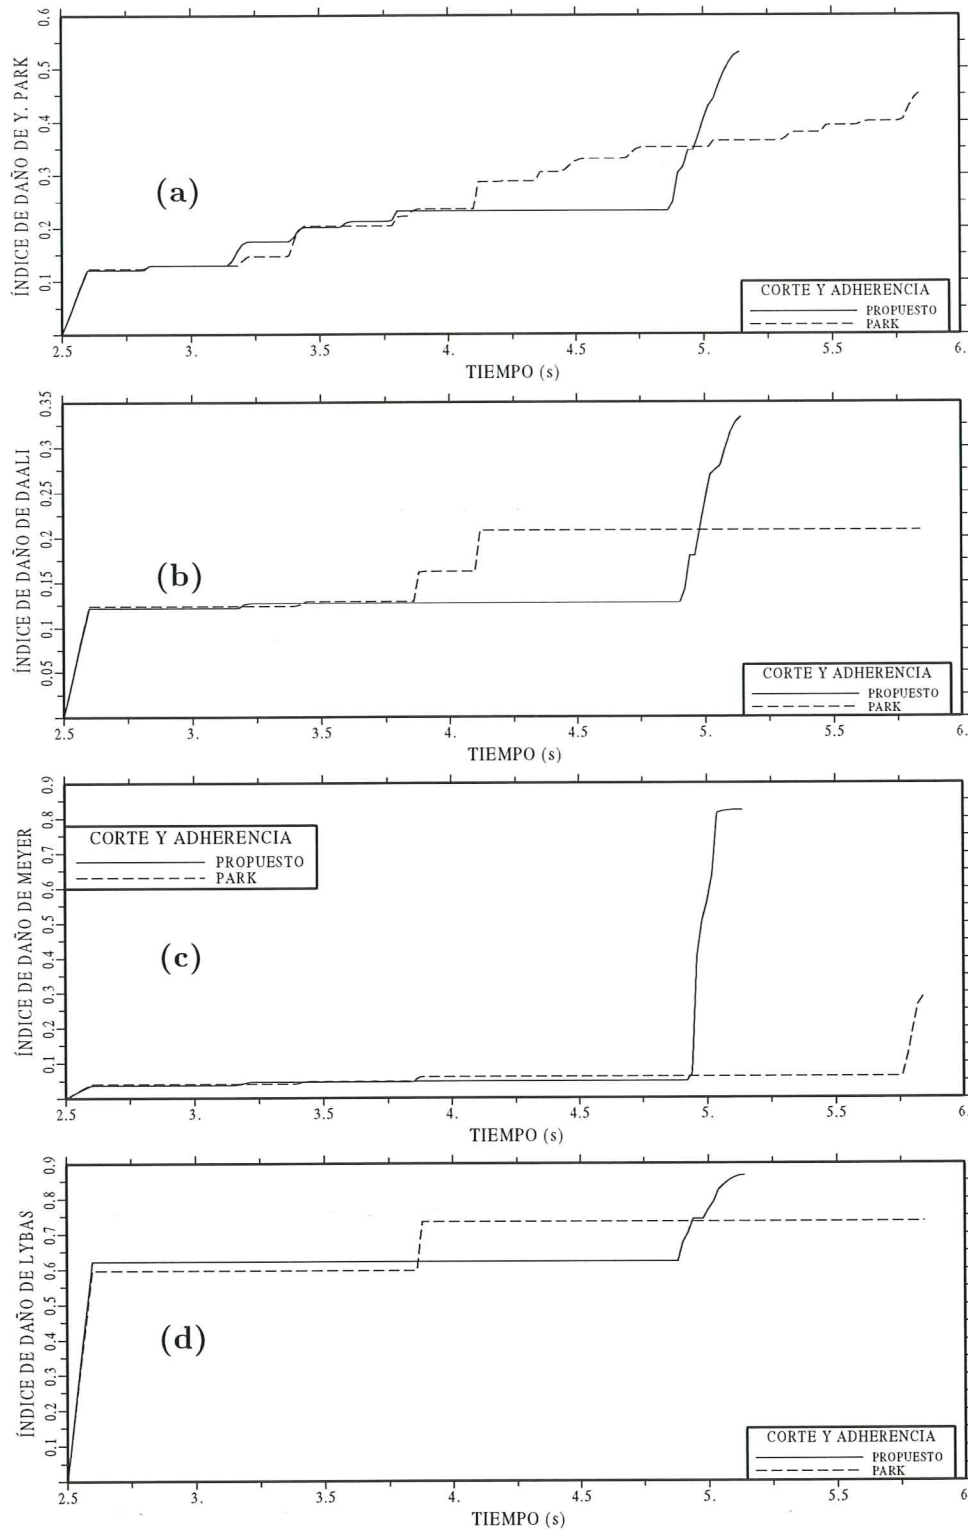 ÍNDICE DE DAÑO DE Y. PARK
0.6
0.5
0.4
0.3
0.2
0.1
(a)
CORTE Y ADHERENCIA
PROPUESTO
PARK
2.5 3. 3.5 4. 4.5 5. 5.5 6.
TIEMPO (s)
ÍNDICE DE DAÑO DE DAALI
0.35
0.3
0.25
0.2
0.15
0.1
0.05
(b)
CORTE Y ADHERENCIA
PROPUESTO
PARK
2.5 3. 3.5 4. 4.5 5. 5.5 6.
TIEMPO (s)
ÍNDICE DE DAÑO DE MEYER
0.9
0.8
0.7
0.6
0.5
0.4
0.3
0.2
0.1
CORTE Y ADHERENCIA
PROPUESTO
PARK
(c)
2.5 3. 3.5 4. 4.5 5. 5.5 6.
TIEMPO (s)
ÍNDICE DE DAÑO DE LYBAS
0.9
0.8
0.7
0.6
0.5
0.4
0.3
0.2
0.1
(d)
CORTE Y ADHERENCIA
PROPUESTO
PARK
2.5 3. 3.5 4. 4.5 5. 5.5 6
TIEMPO (s)